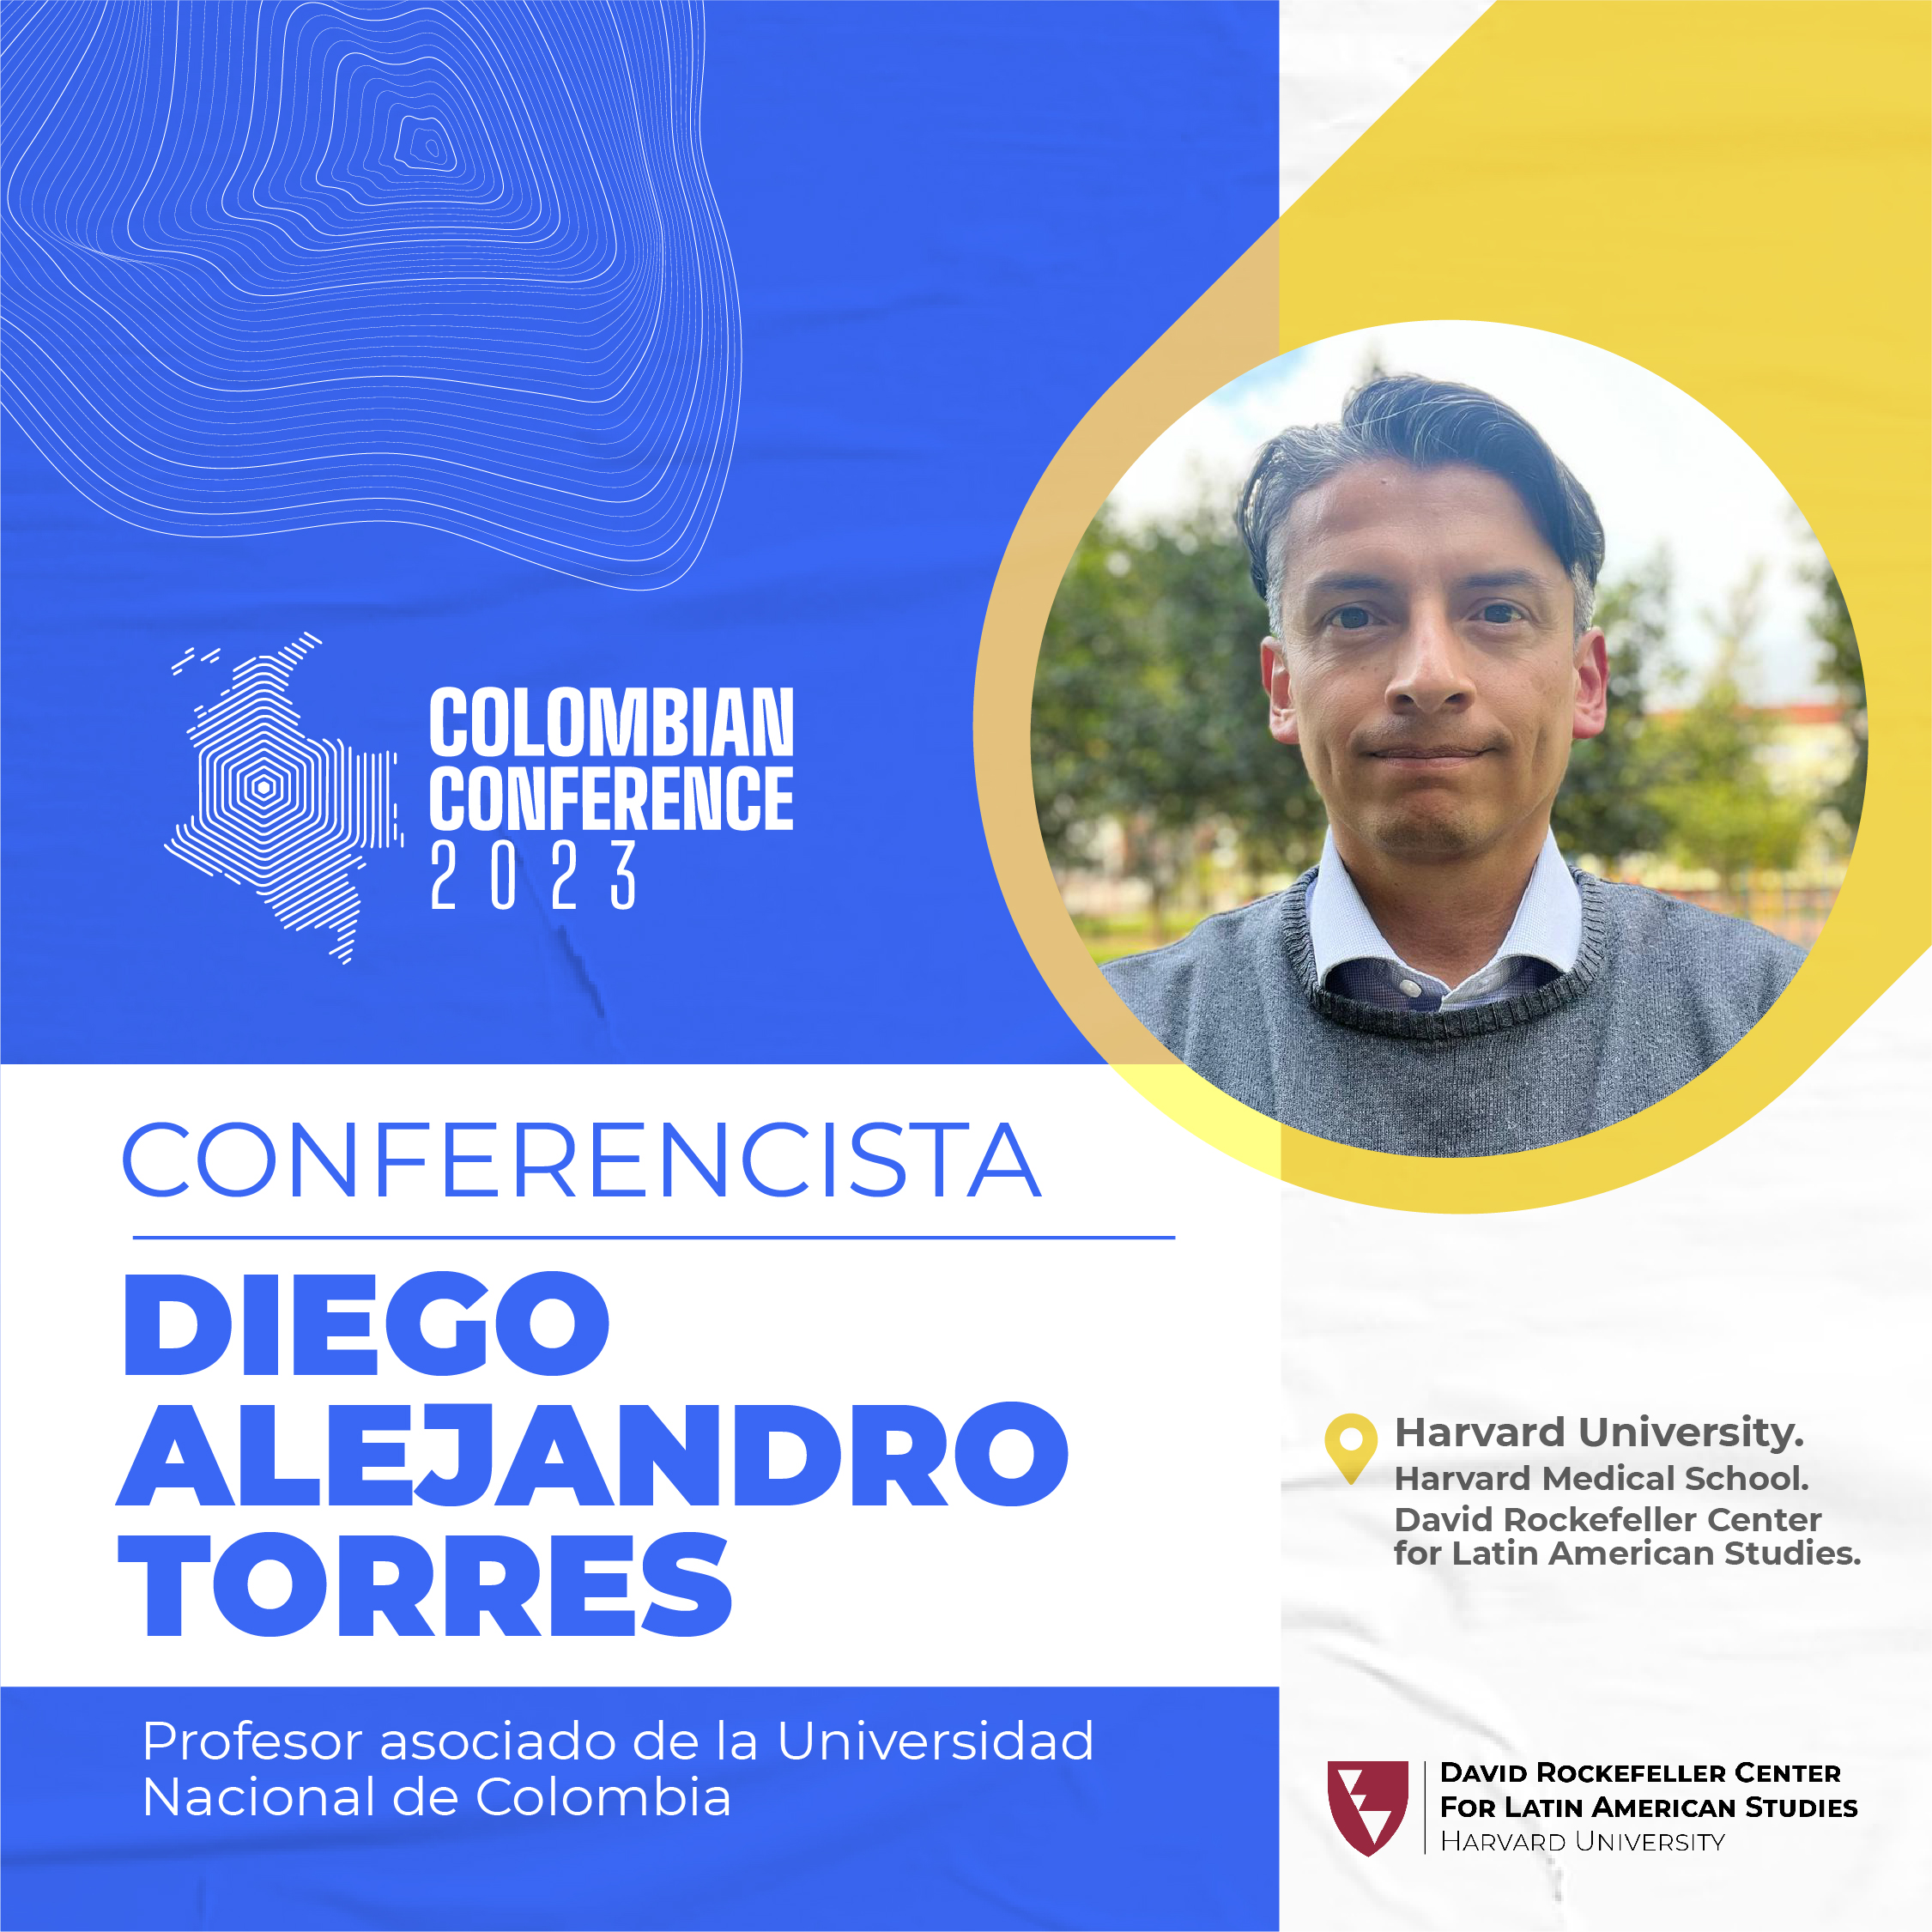 COLOMBIAN
CONFERENCE
2023
CONFERENCISTA
DIEGO
ALEJANDRO
TORRES
Profesor asociado de la Universidad
Nacional de Colombia
Harvard University.
Harvard Medical School.
David Rockefeller Center
for Latin American Studies.
DAVID ROCKEFELLER CENTER
FOR LATIN AMERICAN STUDIES
HARVARD UNIVERSITY